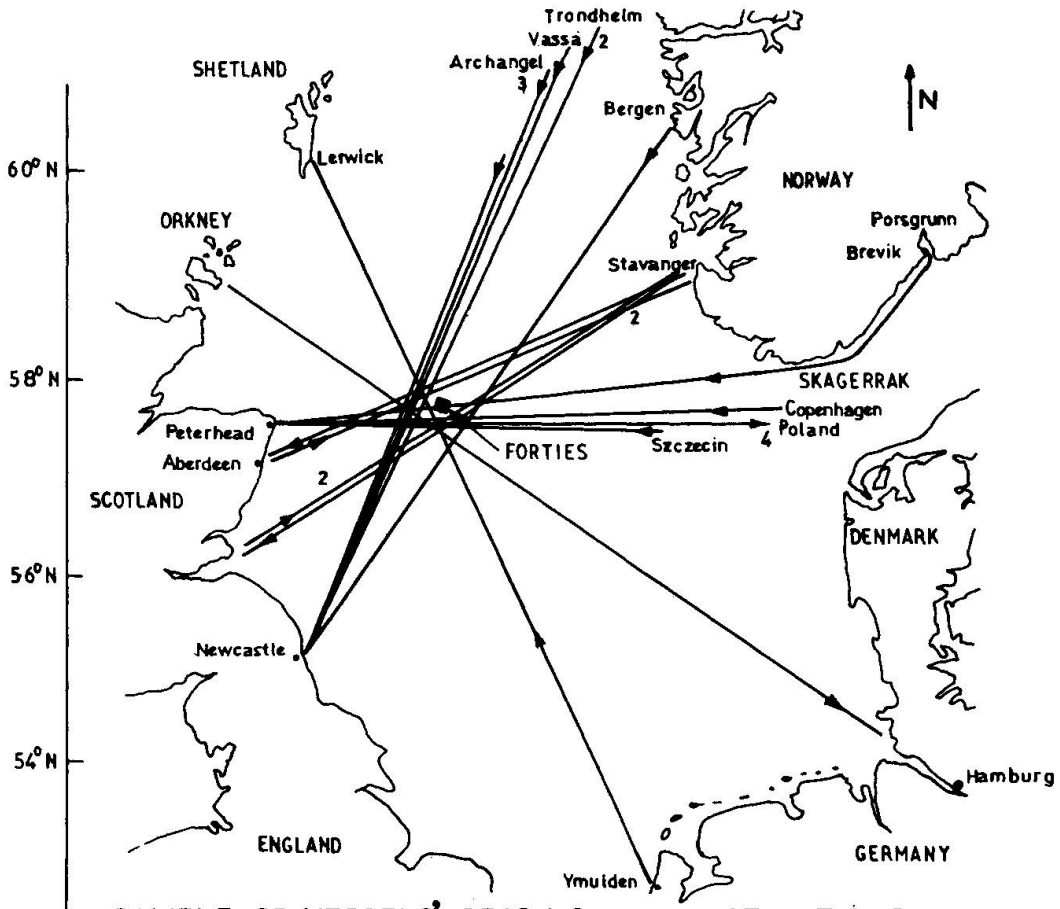 Trondhelm
Vassa 2
Archangel
3
SHETLAND
N
Bergen
60°N
Lerwick
NORWAY
ORKNEY
Porsgrunn
Brevik
Stavanger
2
58°N
SKAGERRAK
Copenhagen
Peterhead
4 Poland
Szczecin
FORTIES
Aberdeen
2
SCOTLAND
DENMARK
56°N
Newcastle
54°N
Hamburg
ENGLAND
GERMANY
Ymuiden